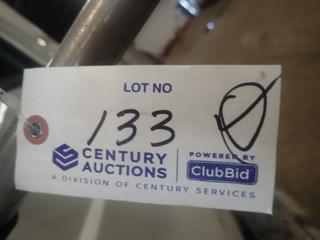 LOT NO
133
CENTURY AUCTIONS
POWERED BY
ClubBid
A DIVISION OF CENTURY SERVICES